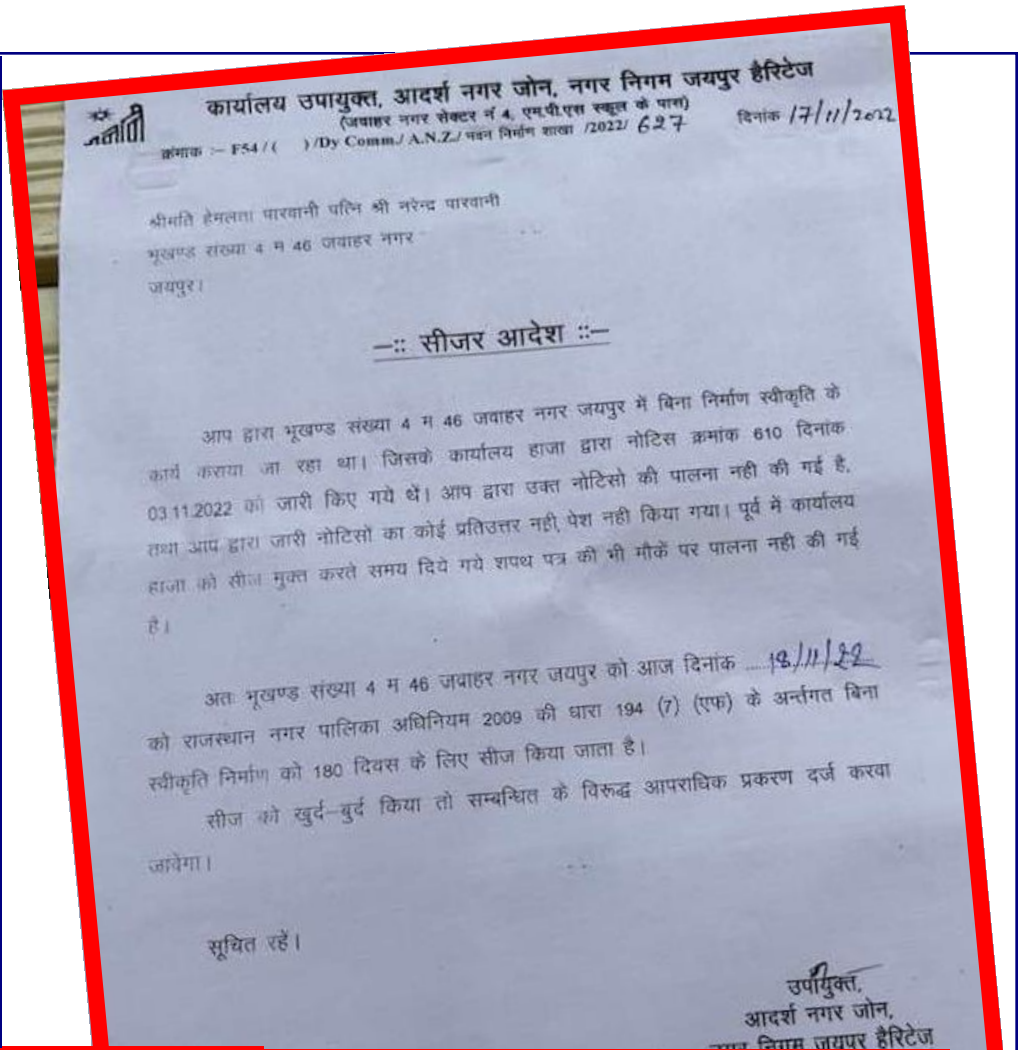 कार्यालय उपायुक्त, आदर्श नगर जोन, नगर निगम जयपुर हैरिटेज
(जवाहर नगर सेक्टर नं 4, एम.पी.एस स्कूल के पास)
क्रंमाक :– F54 / ( ) /Dy Comm./ A.N.Z./ भवन निर्माण शाखा /2022/ 627 दिनांक 17/11/2022
श्रीमति हेमलता पारवानी पत्नि श्री नरेन्द्र पारवानी
भूखण्ड संख्या 4 म 46 जवाहर नगर
जयपुर।
–:: सीजर आदेश ::–
आप द्वारा भूखण्ड संख्या 4 म 46 जवाहर नगर जयपुर में बिना निर्माण स्वीकृति के
कार्य कराया जा रहा था। जिसके कार्यालय हाजा द्वारा नोटिस क्रमांक 610 दिनांक
03.11.2022 को जारी किए गये थें। आप द्वारा उक्त नोटिसो की पालना नही की गई है,
तथा आप द्वारा जारी नोटिसों का कोई प्रतिउत्तर नही, पेश नही किया गया। पूर्व में कार्यालय
हाजा को सीज मुक्त करते समय दिये गये शपथ पत्र की भी मौकें पर पालना नही की गई
है।
अतः भूखण्ड संख्या 4 म 46 जवाहर नगर जयपुर को आज दिनांक .... 18/11/22
को राजस्थान नगर पालिका अधिनियम 2009 की धारा 194 (7) (एफ) के अर्न्तगत बिना
स्वीकृति निर्माण को 180 दिवस के लिए सीज किया जाता है।
सीज को खुर्द–बुर्द किया तो सम्बन्धित के विरूद्ध आपराधिक प्रकरण दर्ज करवा
जावेगा।
सूचित रहें।
उपायुक्त,
आदर्श नगर जोन,
नगर निगम जयपुर हैरिटेज